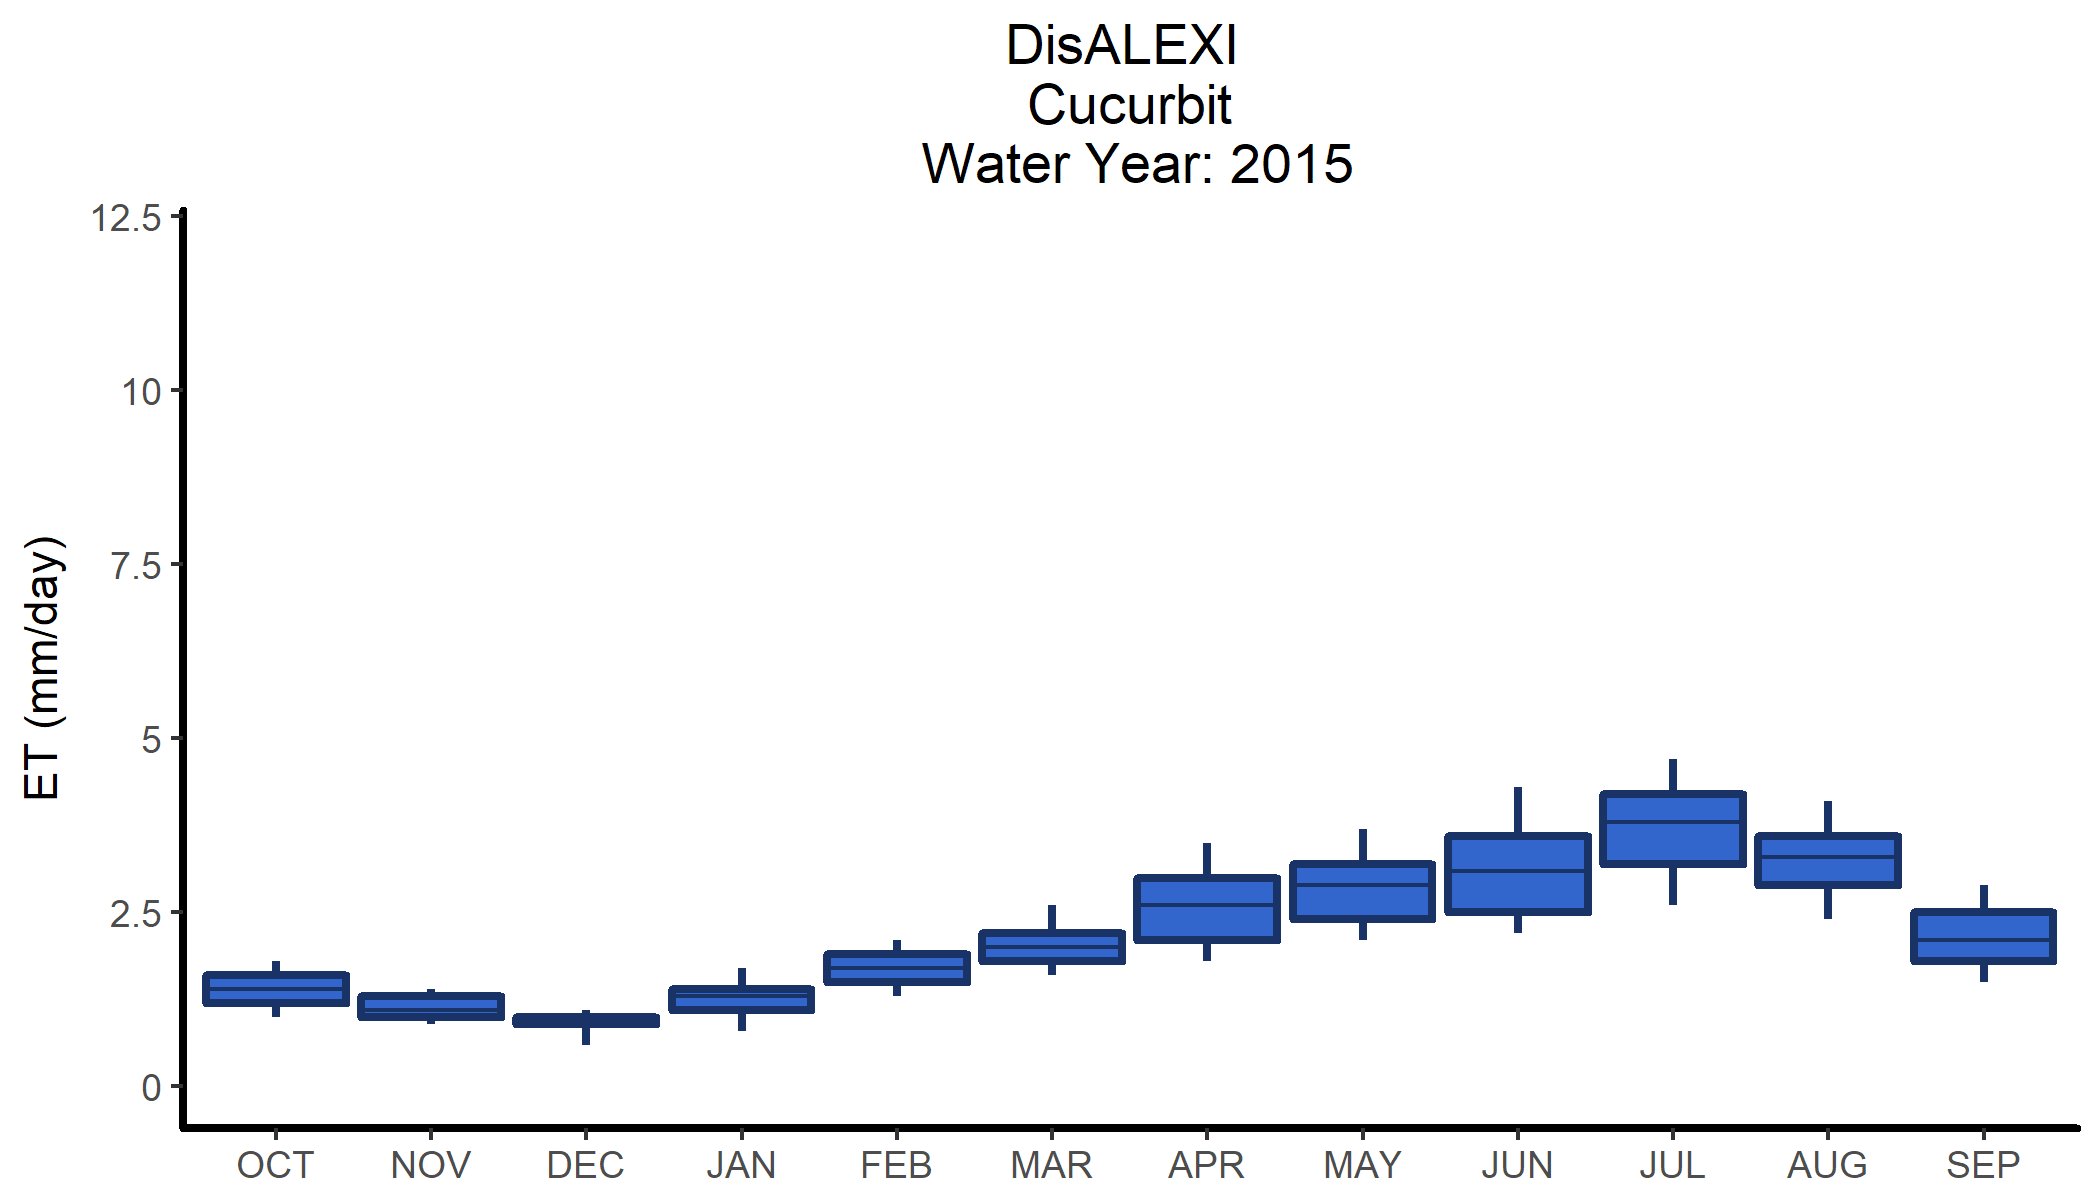 DisALEXI
Cucurbit
Water Year: 2015
ET (mm/day)
12.5
10
7.5
5
2.5
0
OCT NOV DEC JAN FEB MAR APR MAY JUN JUL AUG SEP